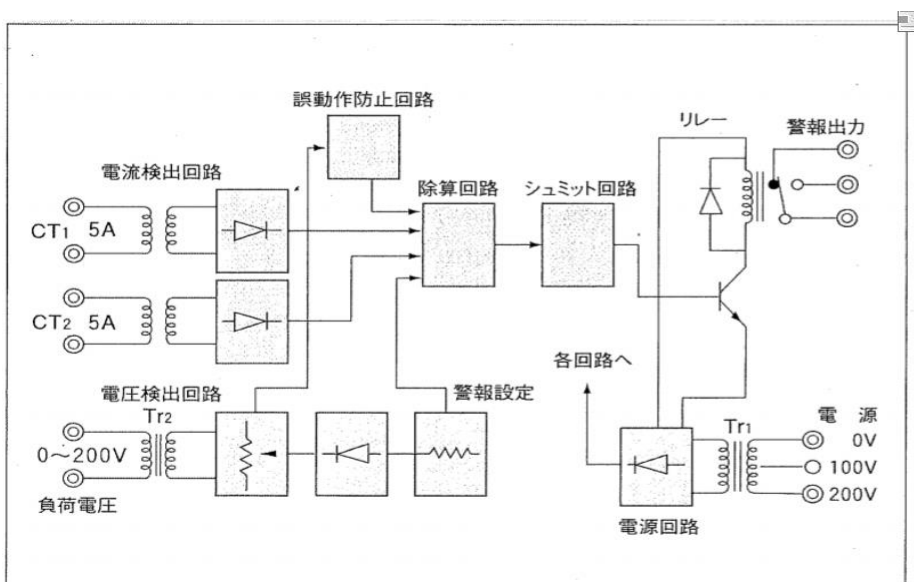 誤動作防止回路
リレー
警報出力
電流検出回路
除算回路
シュミット回路
CT1 5A
CT2 5A
各回路へ
電圧検出回路
警報設定
Tr2
0～200V
負荷電圧
Tr1
電 源
0V
100V
200V
電源回路